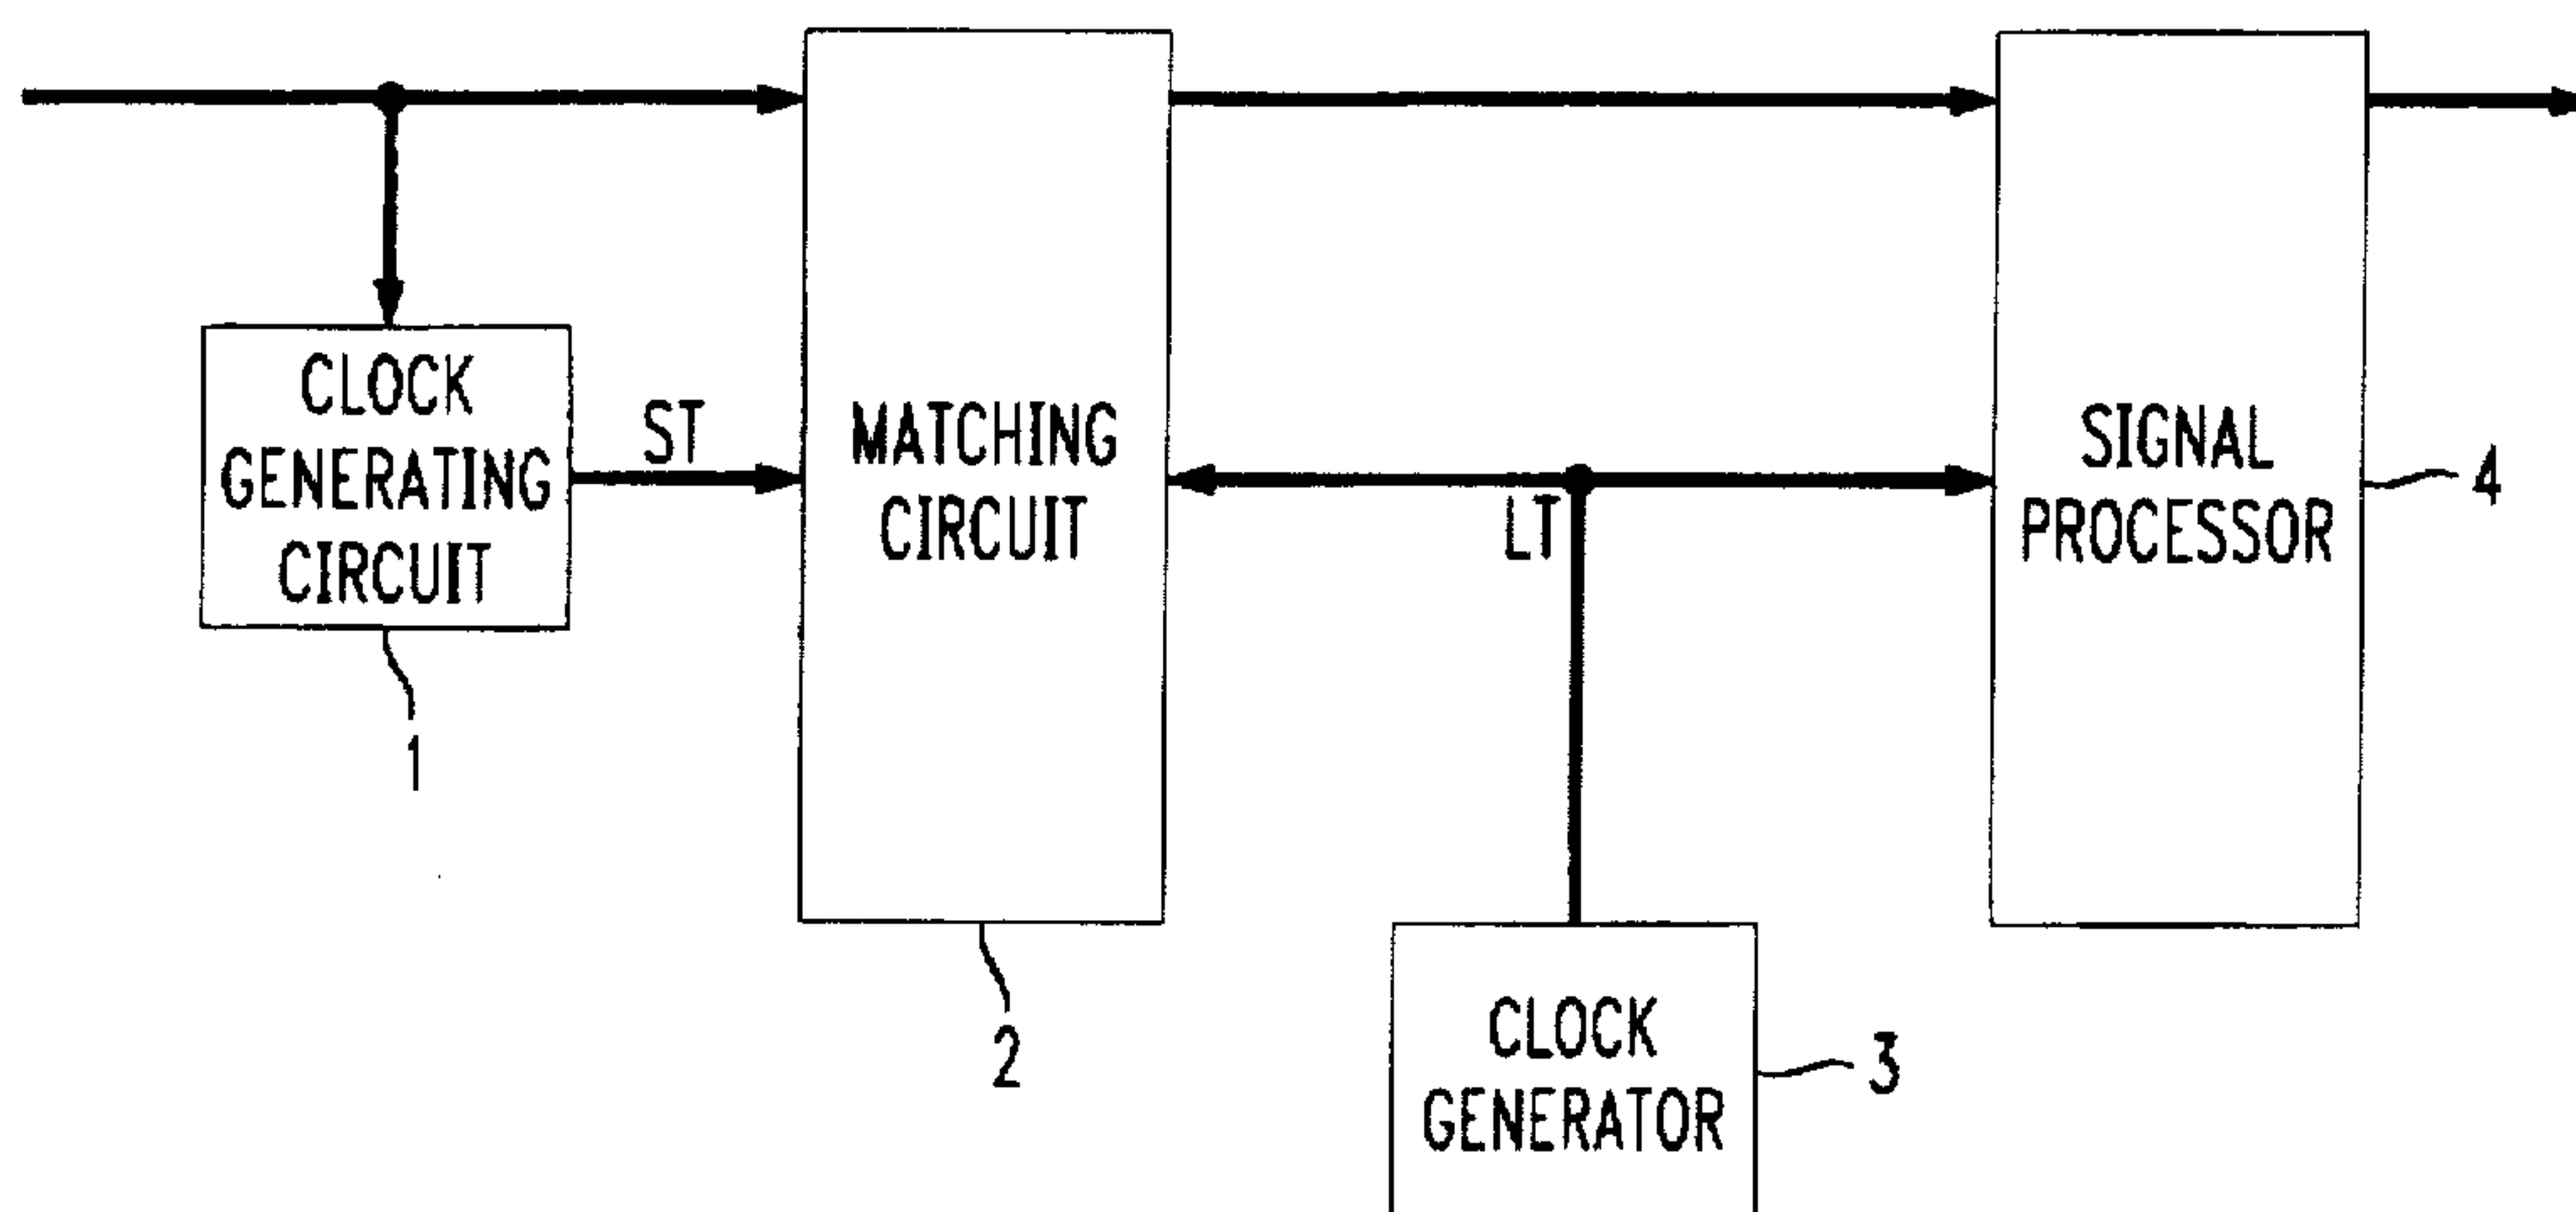 CLOCK
GENERATING
CIRCUIT
1
ST
MATCHING
CIRCUIT
2
LT
CLOCK
GENERATOR
3
SIGNAL
PROCESSOR
4